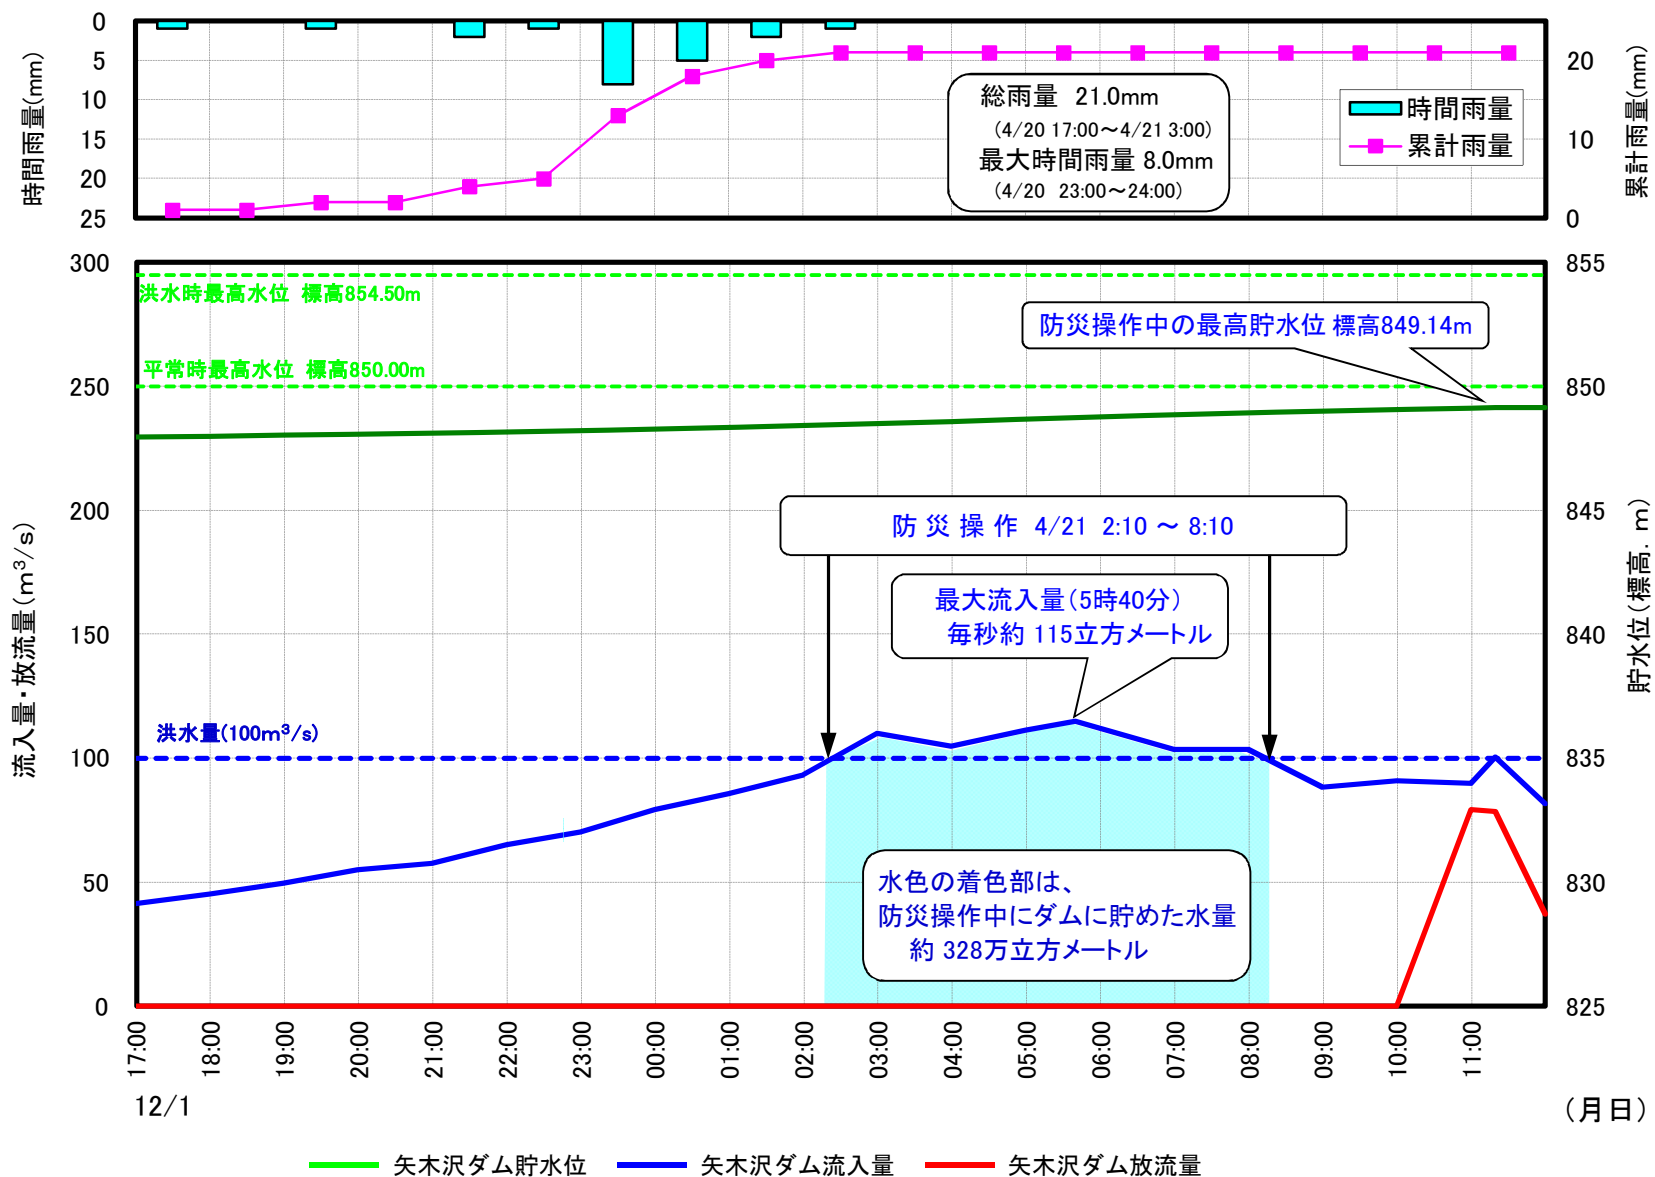 時間雨量(mm)
0
5
10
15
20
25
総雨量 21.0mm
(4/20 17:00～4/21 3:00)
最大時間雨量 8.0mm
(4/20 23:00～24:00)
時間雨量
累計雨量
20
10
0
累計雨量(mm)
流入量・放流量(m³/s)
300
250
200
150
100
50
0
洪水時最高水位 標高854.50m
平常時最高水位 標高850.00m
防災操作中の最高貯水位 標高849.14m
防 災 操 作 4/21 2:10 ～ 8:10
最大流入量(5時40分)
毎秒約 115立方メートル
洪水量(100m³/s)
水色の着色部は、
防災操作中にダムに貯めた水量
約 328万立方メートル
855
850
845
840
835
830
825
貯水位(標高．m)
17:00
18:00
19:00
20:00
21:00
22:00
23:00
00:00
01:00
02:00
03:00
04:00
05:00
06:00
07:00
08:00
09:00
10:00
11:00
12/1
(月日)
矢木沢ダム貯水位
矢木沢ダム流入量
矢木沢ダム放流量